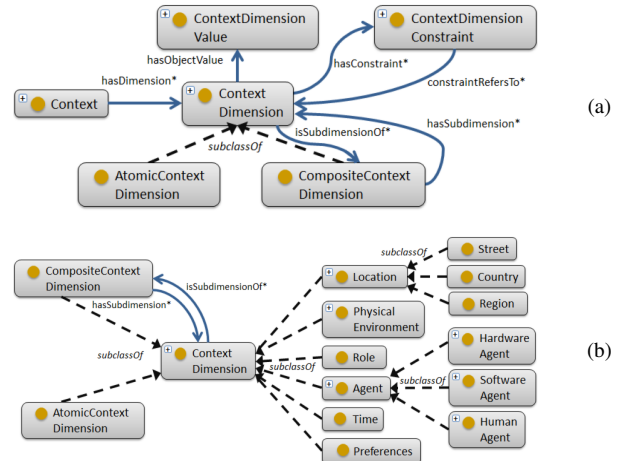 ContextDimension
Value
ContextDimension
Constraint
hasObjectValue
hasConstraint*
hasDimension*
constraintRefersTo*
Context
Context
Dimension
(a)
hasSubdimension*
isSubdimensionOf*
subclassOf
AtomicContext
Dimension
CompositeContext
Dimension
CompositeContext
Dimension
isSubdimensionOf*
hasSubdimension*
subclassOf
Context
Dimension
AtomicContext
Dimension
subclassOf
Location
Physical
Environment
Role
subclassOf
Agent
Time
Preferences
subclassOf
Street
Country
Region
Hardware
Agent
Software
Agent
Human
Agent
(b)